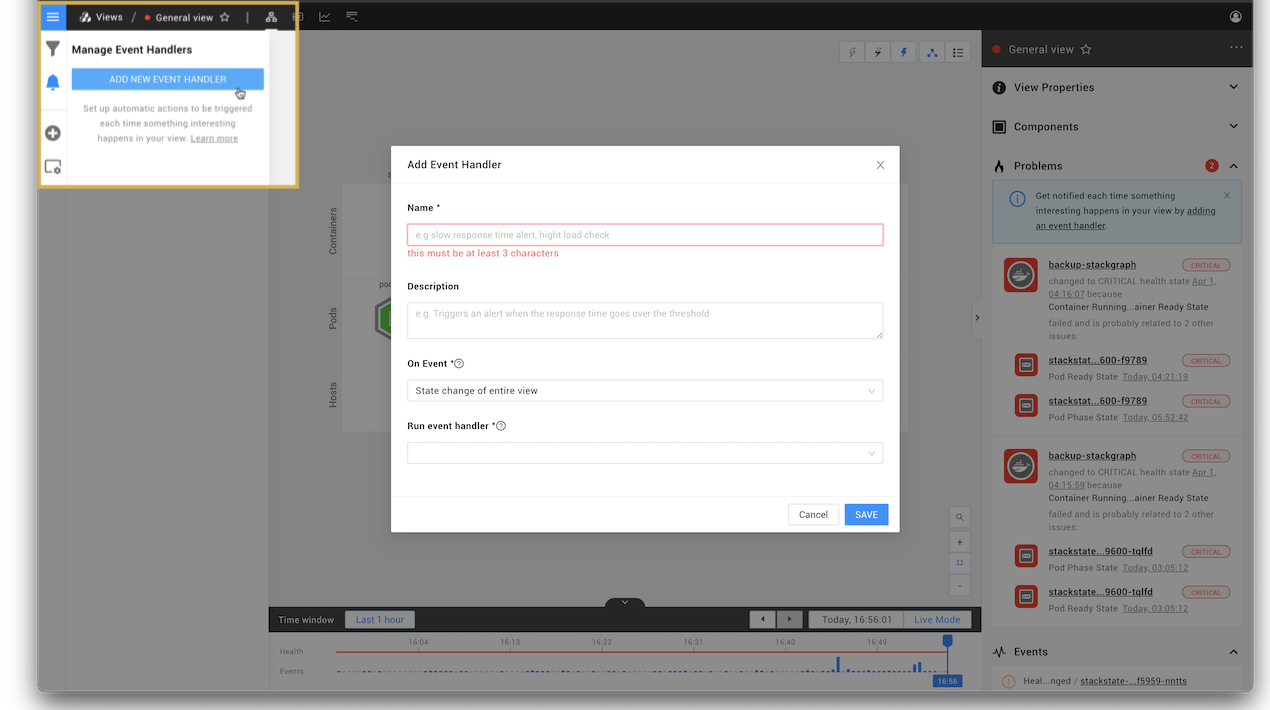 Views / General view
Manage Event Handlers
ADD NEW EVENT HANDLER
Set up automatic actions to be triggered
each time something interesting
happens in your view. Learn more
Containers
Pods
Hosts
Add Event Handler
Name *
e.g slow response time alert, hight load check
this must be at least 3 characters
Description
e.g. Triggers an alert when the response time goes over the threshold
On Event *
State change of entire view
Run event handler *
Cancel
SAVE
General view
View Properties
Components
Problems
2
Get notified each time something
interesting happens in your view by adding
an event handler.
backup-stackgraph
CRITICAL
changed to CRITICAL health state Apr 1,
04:16:07 because
Container Running...ainer Ready State
failed and is probably related to 2 other
issues:
stackstat...600-f9789
CRITICAL
Pod Ready State Today, 04:21:19
stackstat...600-f9789
CRITICAL
Pod Phase State Today, 05:52:42
backup-stackgraph
CRITICAL
changed to CRITICAL health state Apr 1,
04:15:59 because
Container Running...ainer Ready State
failed and is probably related to 2 other
issues:
stackstate...9600-tqlfd
CRITICAL
Pod Phase State Today, 03:05:12
stackstate...9600-tqlfd
CRITICAL
Pod Ready State Today, 03:05:12
Events
Heal...nged / stackstate-...f5959-nntts
Time window
Last 1 hour
Today, 16:56:01
Live Mode
16:04 16:13 16:22 16:31 16:40 16:49
Health
Events
16:56